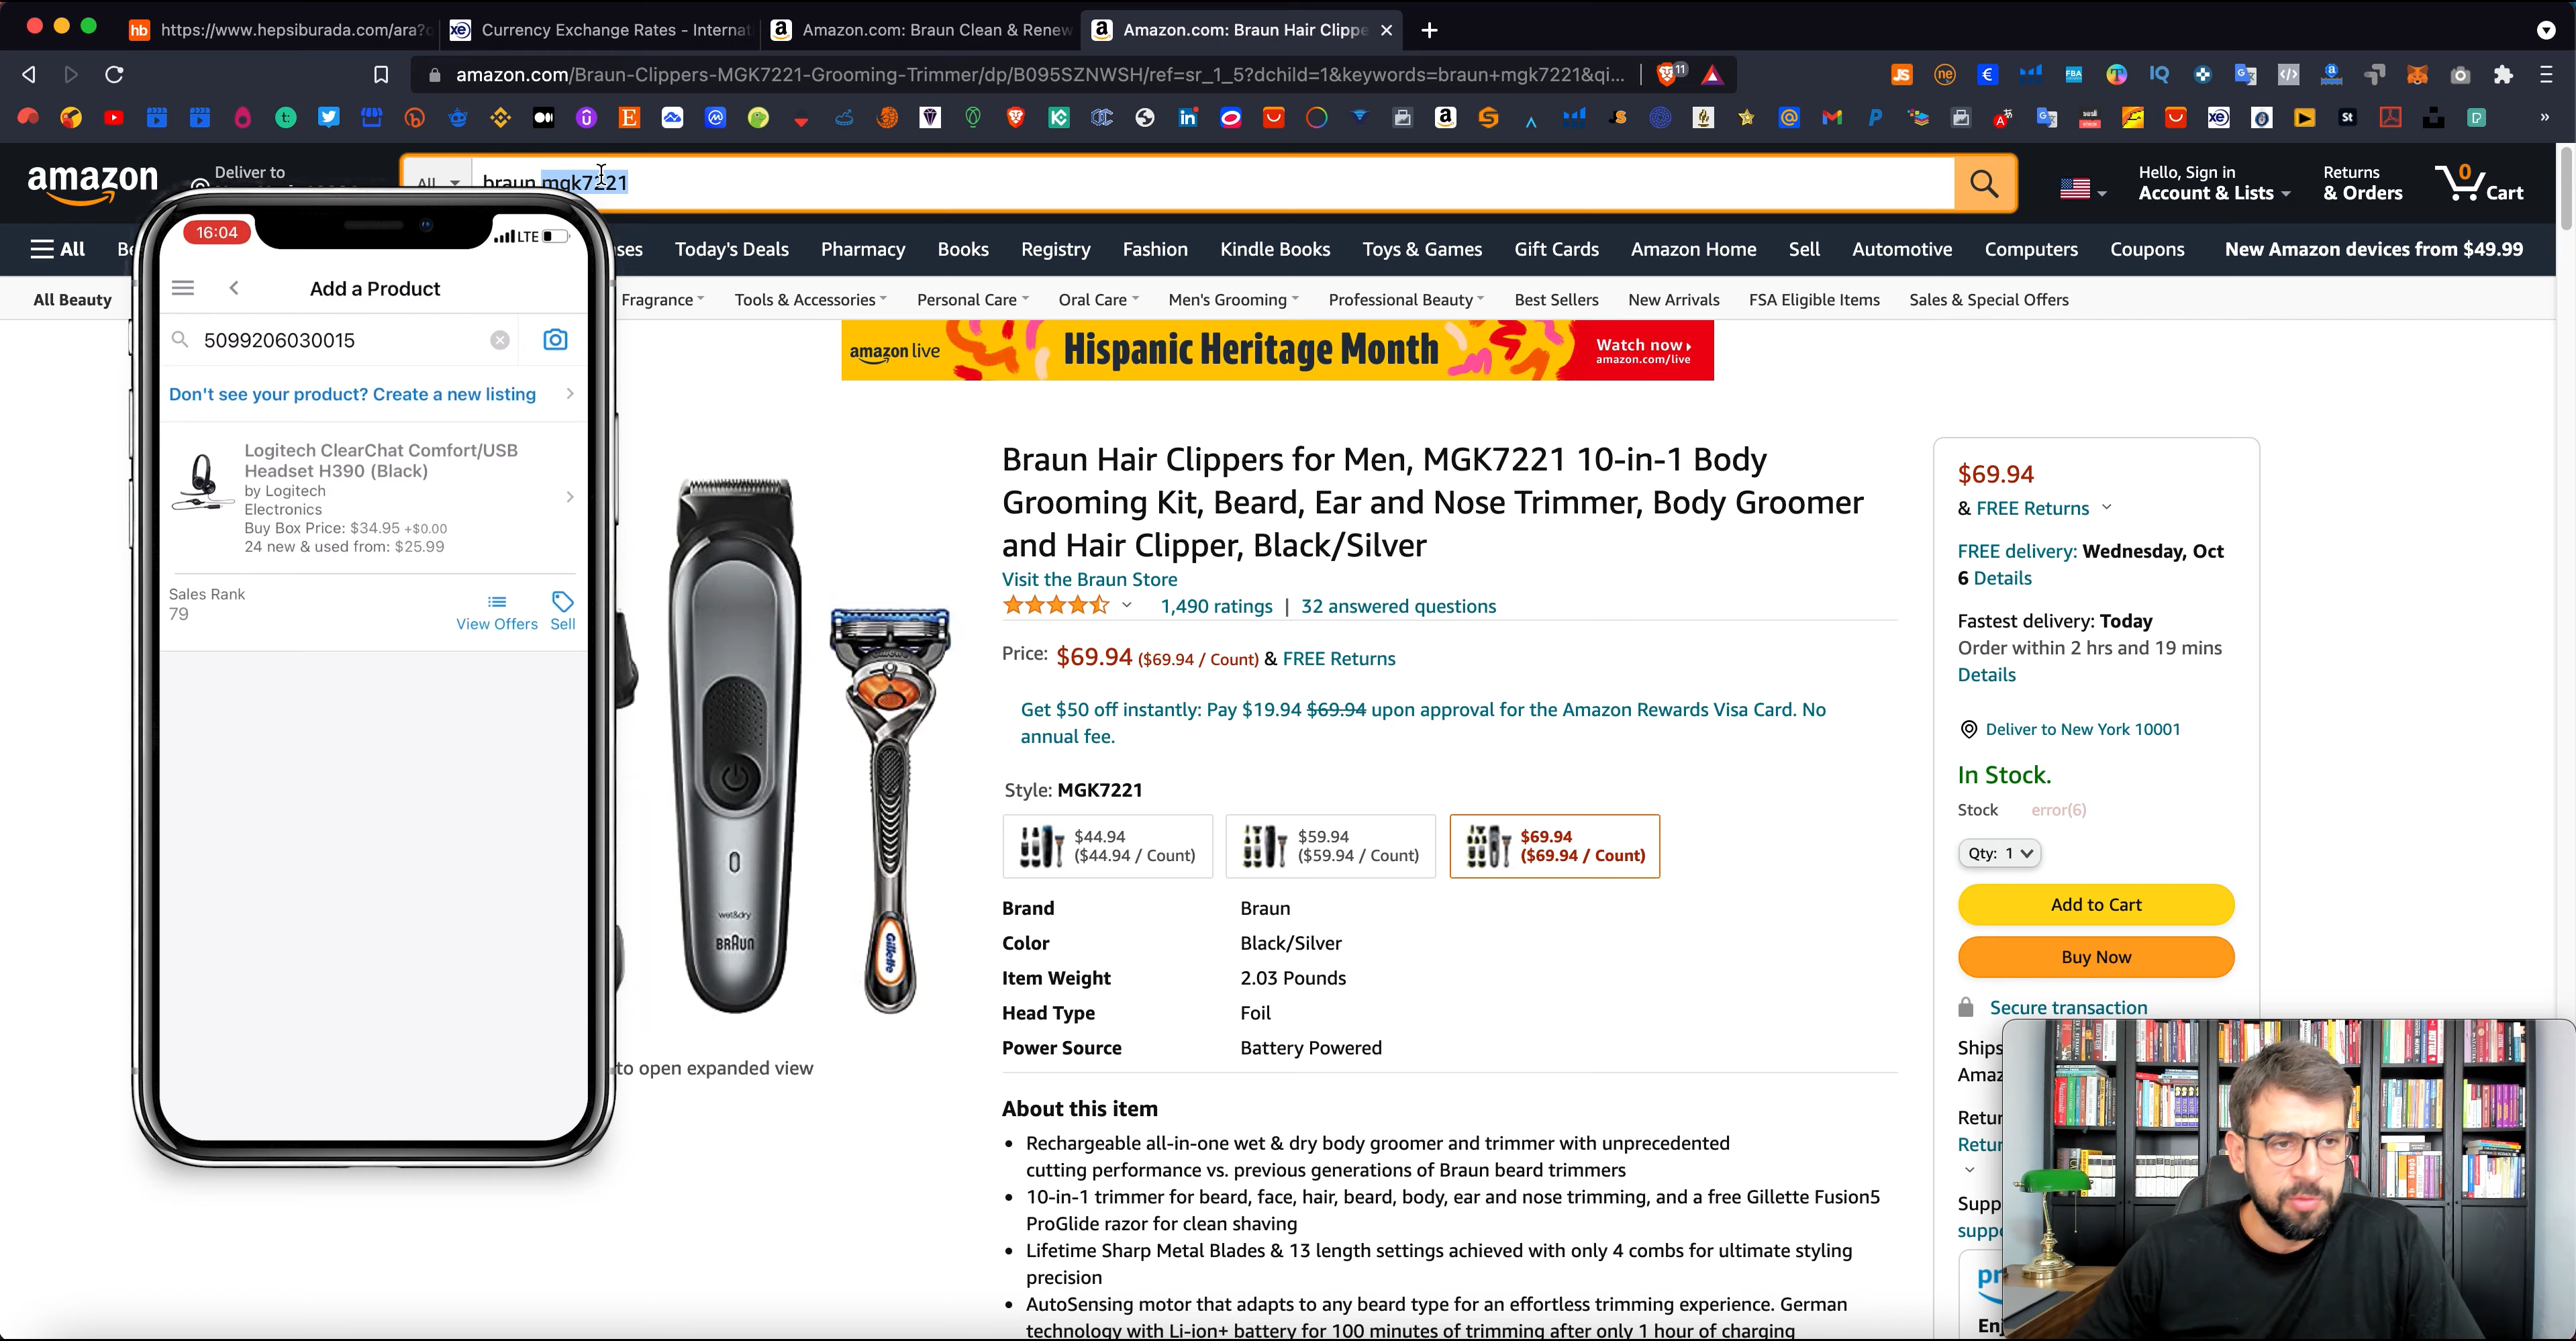 https://www.hepsiburada.com/ara?
Currency Exchange Rates - Internat
Amazon.com: Braun Clean & Renew
Amazon.com: Braun Hair Clippe
amazon.com/Braun-Clippers-MGK7221-Grooming-Trimmer/dp/B095SZNWSH/ref=sr_1_5?dchild=1&keywords=braun+mgk7221&qi...
amazon
Deliver to
All
braun mgk7221
Hello, Sign in
Account & Lists
Returns
& Orders
0
Cart
All
Today's Deals
Pharmacy
Books
Registry
Fashion
Kindle Books
Toys & Games
Gift Cards
Amazon Home
Sell
Automotive
Computers
Coupons
New Amazon devices from $49.99
All Beauty
Fragrance
Tools & Accessories
Personal Care
Oral Care
Men's Grooming
Professional Beauty
Best Sellers
New Arrivals
FSA Eligible Items
Sales & Special Offers
16:04
LTE
Add a Product
5099206030015
Don't see your product? Create a new listing
Logitech ClearChat Comfort/USB
Headset H390 (Black)
by Logitech
Electronics
Buy Box Price: $34.95 +$0.00
24 new & used from: $25.99
Sales Rank
79
View Offers
Sell
amazon live
Hispanic Heritage Month
Watch now
amazon.com/live
wet&dry
BRAUN
Gillette
to open expanded view
Braun Hair Clippers for Men, MGK7221 10-in-1 Body
Grooming Kit, Beard, Ear and Nose Trimmer, Body Groomer
and Hair Clipper, Black/Silver
Visit the Braun Store
1,490 ratings | 32 answered questions
Price: $69.94 ($69.94 / Count) & FREE Returns
Get $50 off instantly: Pay $19.94 $69.94 upon approval for the Amazon Rewards Visa Card. No
annual fee.
Style: MGK7221
$44.94
($44.94 / Count)
$59.94
($59.94 / Count)
$69.94
($69.94 / Count)
Brand Braun
Color Black/Silver
Item Weight 2.03 Pounds
Head Type Foil
Power Source Battery Powered
About this item
Rechargeable all-in-one wet & dry body groomer and trimmer with unprecedented
cutting performance vs. previous generations of Braun beard trimmers
10-in-1 trimmer for beard, face, hair, beard, body, ear and nose trimming, and a free Gillette Fusion5
ProGlide razor for clean shaving
Lifetime Sharp Metal Blades & 13 length settings achieved with only 4 combs for ultimate styling
precision
AutoSensing motor that adapts to any beard type for an effortless trimming experience. German
technology with Li-ion+ battery for 100 minutes of trimming after only 1 hour of charging
$69.94
& FREE Returns
FREE delivery: Wednesday, Oct
6 Details
Fastest delivery: Today
Order within 2 hrs and 19 mins
Details
Deliver to New York 10001
In Stock.
Stock error(6)
Qty: 1
Add to Cart
Buy Now
Secure transaction
Ships
Amaz
Retur
Retur
Supp
supp